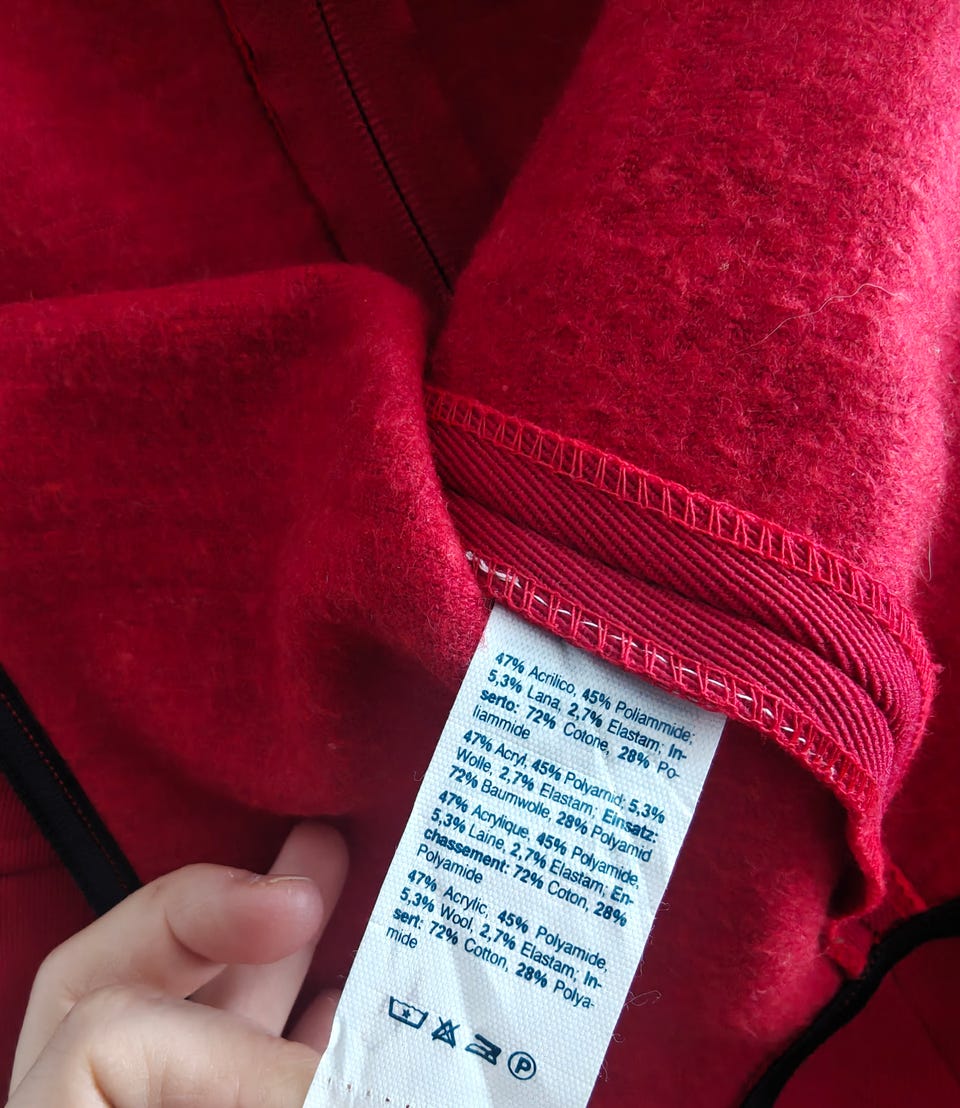 47% Acrilico, 45% Poliammide;
5,3% Lana, 2,7% Elastam; In-
serto: 72% Cotone, 28% Po-
liammide
47% Acryl, 45% Polyamid; 5,3%
Wolle, 2,7% Elastam; Einsatz:
72% Baumwolle, 28% Polyamid
47% Acrylique, 45% Polyamide,
5,3% Laine, 2,7% Elastam; En-
chassement: 72% Coton, 28%
Polyamide
47% Acrylic, 45% Polyamide,
5,3% Wool, 2,7% Elastam; In-
sert: 72% Cotton, 28% Polya-
mide
P